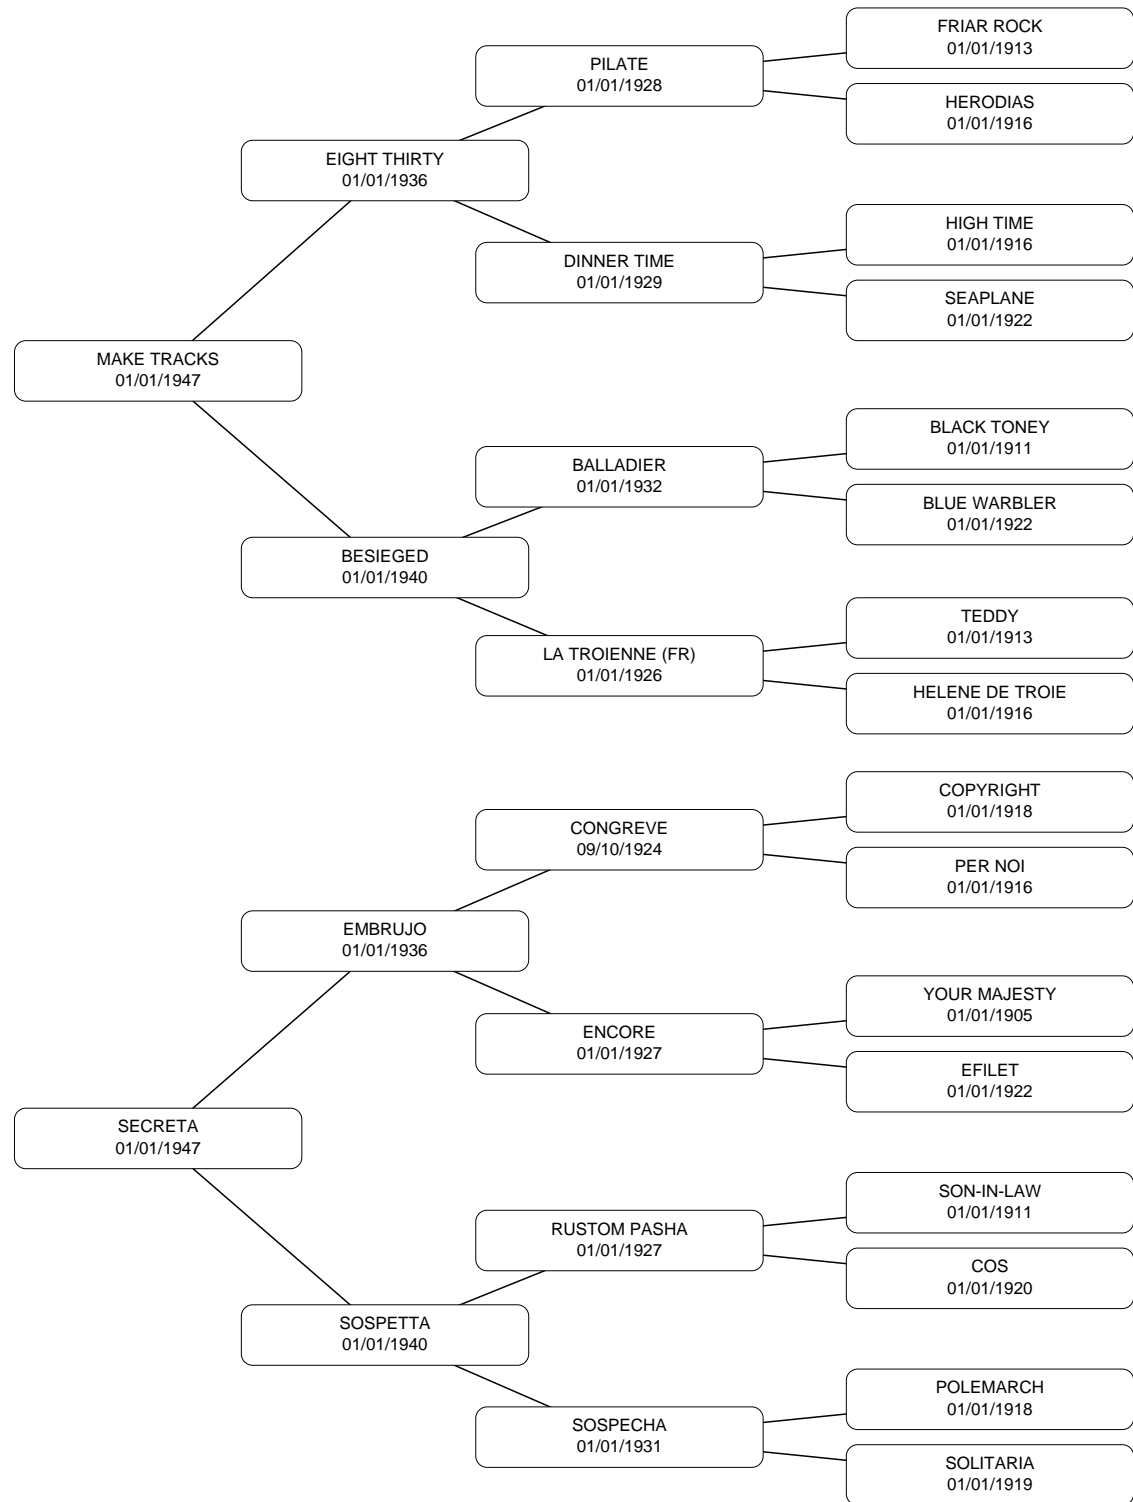 FRIAR ROCK
01/01/1913
PILATE
01/01/1928
HERODIAS
01/01/1916
EIGHT THIRTY
01/01/1936
HIGH TIME
01/01/1916
DINNER TIME
01/01/1929
SEAPLANE
01/01/1922
MAKE TRACKS
01/01/1947
BLACK TONEY
01/01/1911
BALLADIER
01/01/1932
BLUE WARBLER
01/01/1922
BESIEGED
01/01/1940
TEDDY
01/01/1913
LA TROIENNE (FR)
01/01/1926
HELENE DE TROIE
01/01/1916
COPYRIGHT
01/01/1918
CONGREVE
09/10/1924
PER NOI
01/01/1916
EMBRUJO
01/01/1936
YOUR MAJESTY
01/01/1905
ENCORE
01/01/1927
EFILET
01/01/1922
SECRETA
01/01/1947
SON-IN-LAW
01/01/1911
RUSTOM PASHA
01/01/1927
COS
01/01/1920
SOSPETTA
01/01/1940
POLEMARCH
01/01/1918
SOSPECHA
01/01/1931
SOLITARIA
01/01/1919